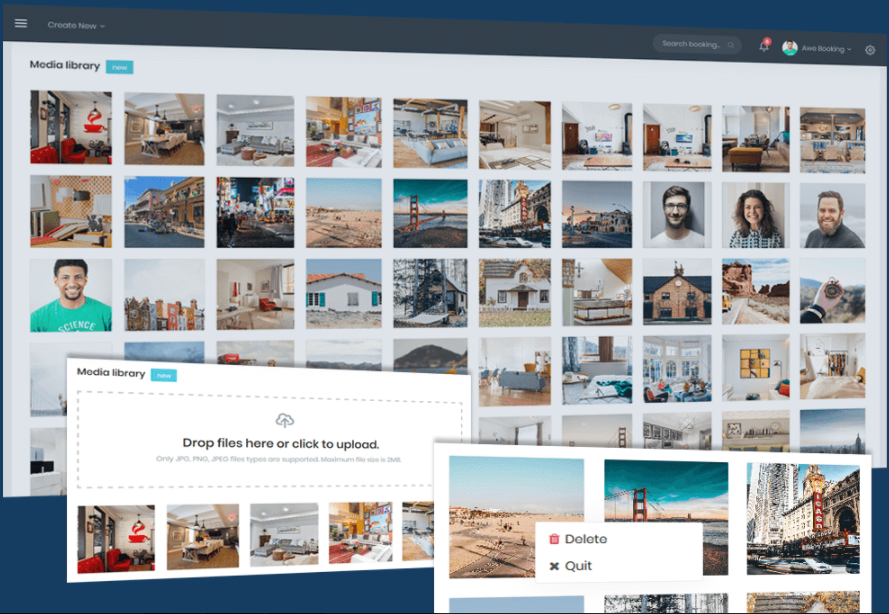 Create New
Search booking..
Awe Booking
Media library new
Media library new
Drop files here or click to upload.
Only JPG, PNG, JPEG files types are supported. Maximum file size is 2MB.
SCIENCE
Delete
Quit